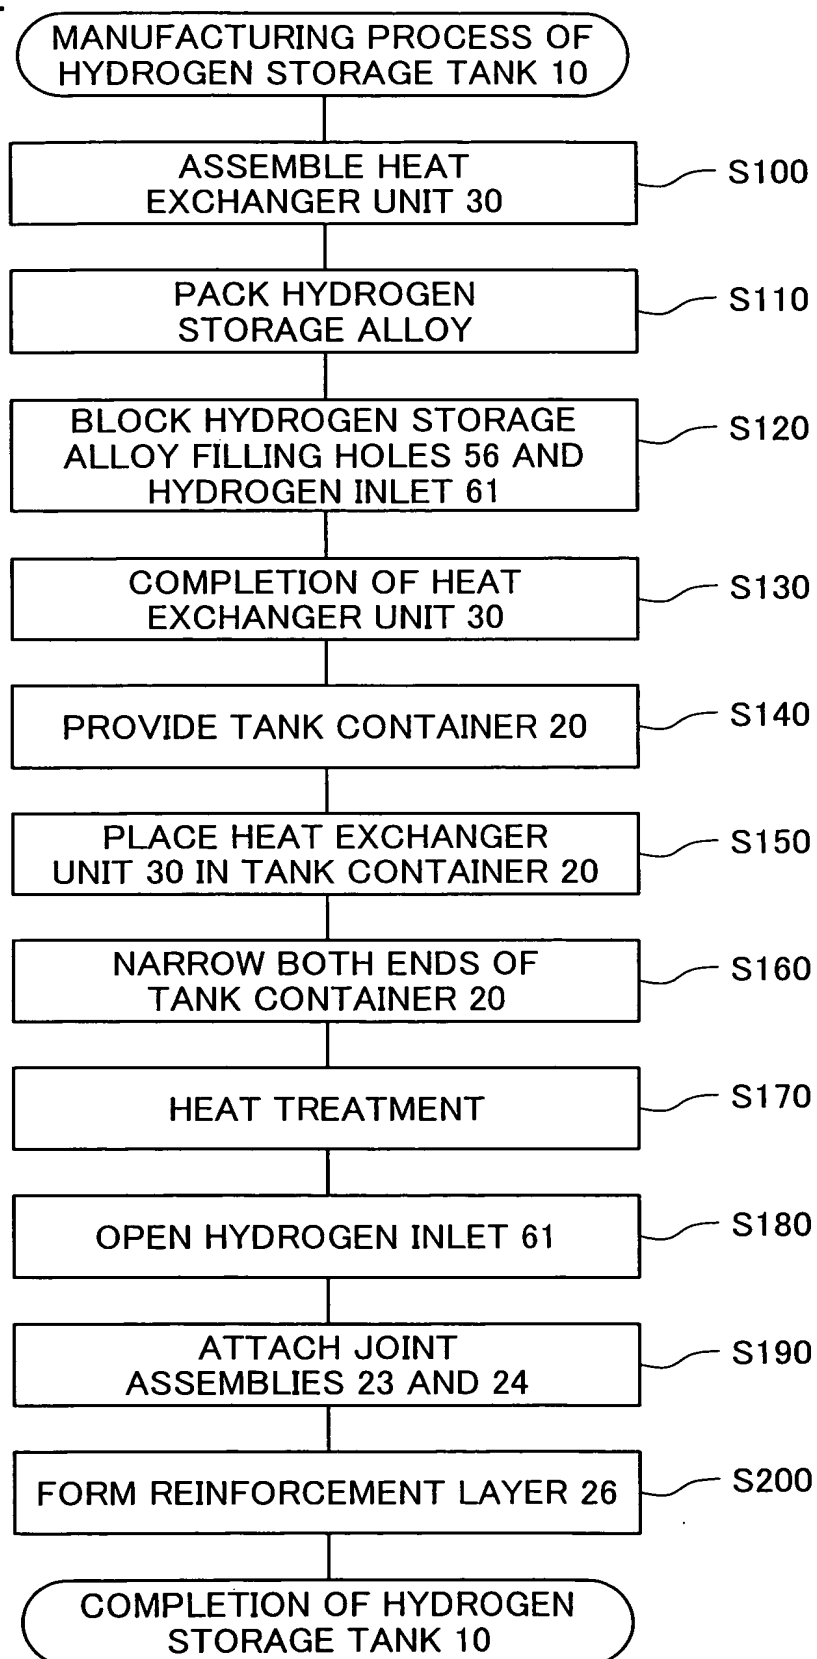 MANUFACTURING PROCESS OF
HYDROGEN STORAGE TANK 10
ASSEMBLE HEAT
EXCHANGER UNIT 30
S100
PACK HYDROGEN
STORAGE ALLOY
S110
BLOCK HYDROGEN STORAGE
ALLOY FILLING HOLES 56 AND
HYDROGEN INLET 61
S120
COMPLETION OF HEAT
EXCHANGER UNIT 30
S130
PROVIDE TANK CONTAINER 20
S140
PLACE HEAT EXCHANGER
UNIT 30 IN TANK CONTAINER 20
S150
NARROW BOTH ENDS OF
TANK CONTAINER 20
S160
HEAT TREATMENT
S170
OPEN HYDROGEN INLET 61
S180
ATTACH JOINT
ASSEMBLIES 23 AND 24
S190
FORM REINFORCEMENT LAYER 26
S200
COMPLETION OF HYDROGEN
STORAGE TANK 10